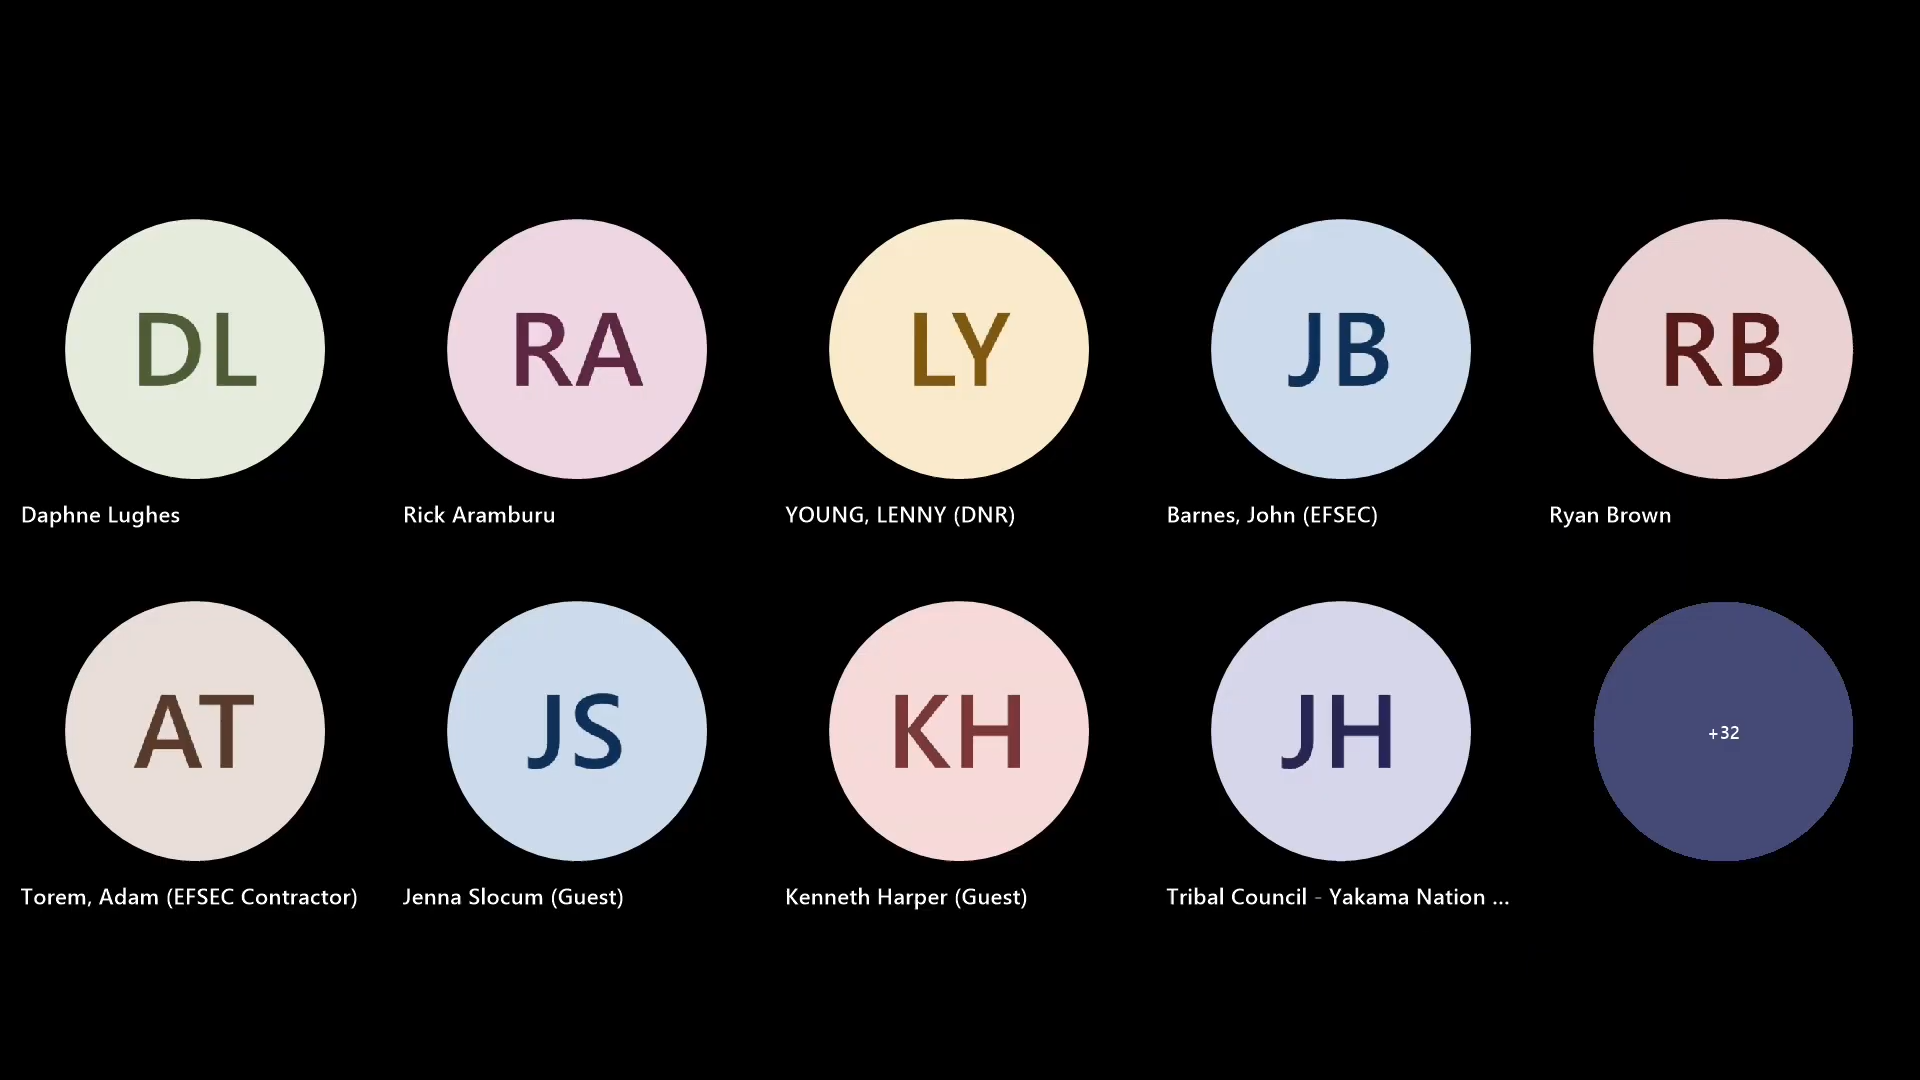 DL
RA
LY
JB
RB
Daphne Lughes
Rick Aramburu
YOUNG, LENNY (DNR)
Barnes, John (EFSEC)
Ryan Brown
AT
JS
KH
JH
+32
Torem, Adam (EFSEC Contractor)
Jenna Slocum (Guest)
Kenneth Harper (Guest)
Tribal Council - Yakama Nation ...